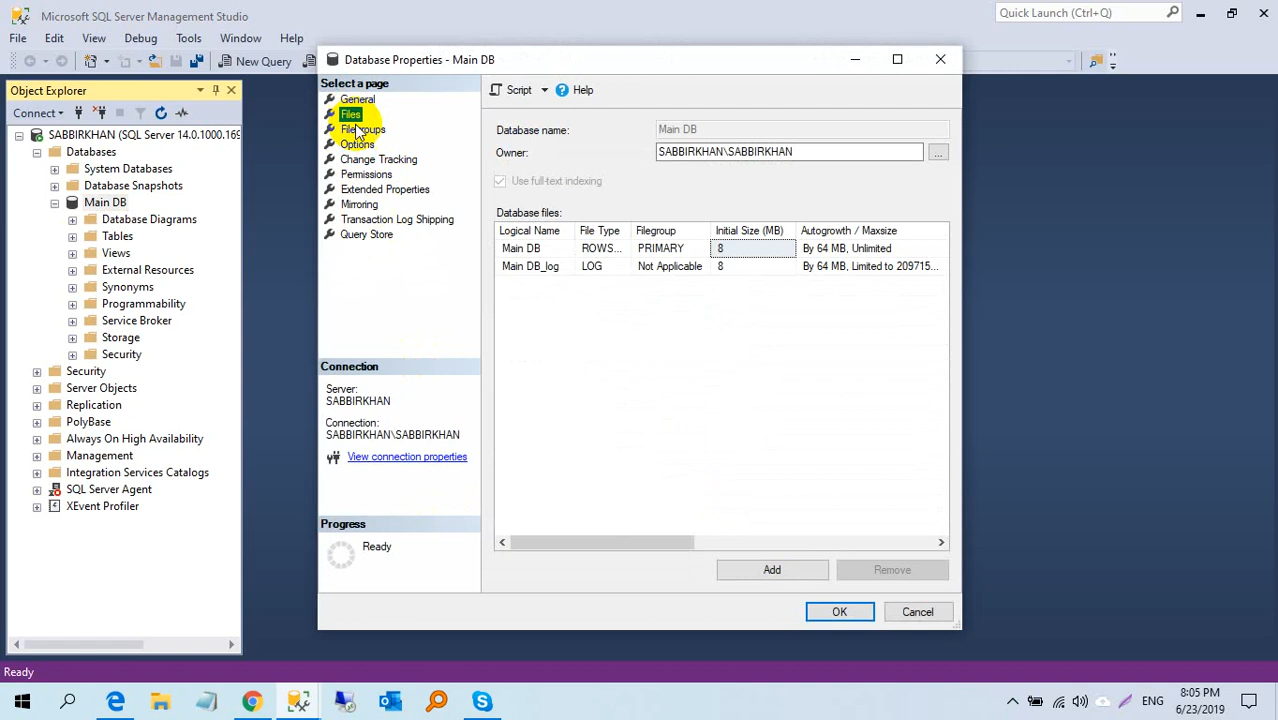 Microsoft SQL Server Management Studio
Quick Launch (Ctrl+Q)
File Edit View Debug Tools Window Help
New Query
Object Explorer
Connect
SABBIRKHAN (SQL Server 14.0.1000.169
Databases
System Databases
Database Snapshots
Main DB
Database Diagrams
Tables
Views
External Resources
Synonyms
Programmability
Service Broker
Storage
Security
Security
Server Objects
Replication
PolyBase
Always On High Availability
Management
Integration Services Catalogs
SQL Server Agent
XEvent Profiler
Database Properties - Main DB
Select a page
General
Files
Filegroups
Options
Change Tracking
Permissions
Extended Properties
Mirroring
Transaction Log Shipping
Query Store
Connection
Server:
SABBIRKHAN
Connection:
SABBIRKHAN\SABBIRKHAN
View connection properties
Progress
Ready
Script Help
Database name: Main DB
Owner: SABBIRKHAN\SABBIRKHAN ...
Use full-text indexing
Database files:
Logical Name File Type Filegroup Initial Size (MB) Autogrowth / Maxsize
Main DB ROWS... PRIMARY 8 By 64 MB, Unlimited
Main DB_log LOG Not Applicable 8 By 64 MB, Limited to 209715...
Add Remove
OK Cancel
Ready
ENG
8:05 PM
6/23/2019